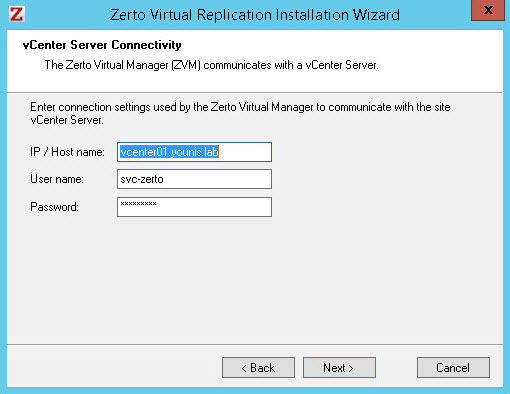 Z Zerto Virtual Replication Installation Wizard x
vCenter Server Connectivity
The Zerto Virtual Manager (ZVM) communicates with a vCenter Server.
Enter connection settings used by the Zerto Virtual Manager to communicate with the site
vCenter Server.
IP / Host name: vcenter01.younis.lab
User name: svc-zerto
Password: *********
< Back Next > Cancel